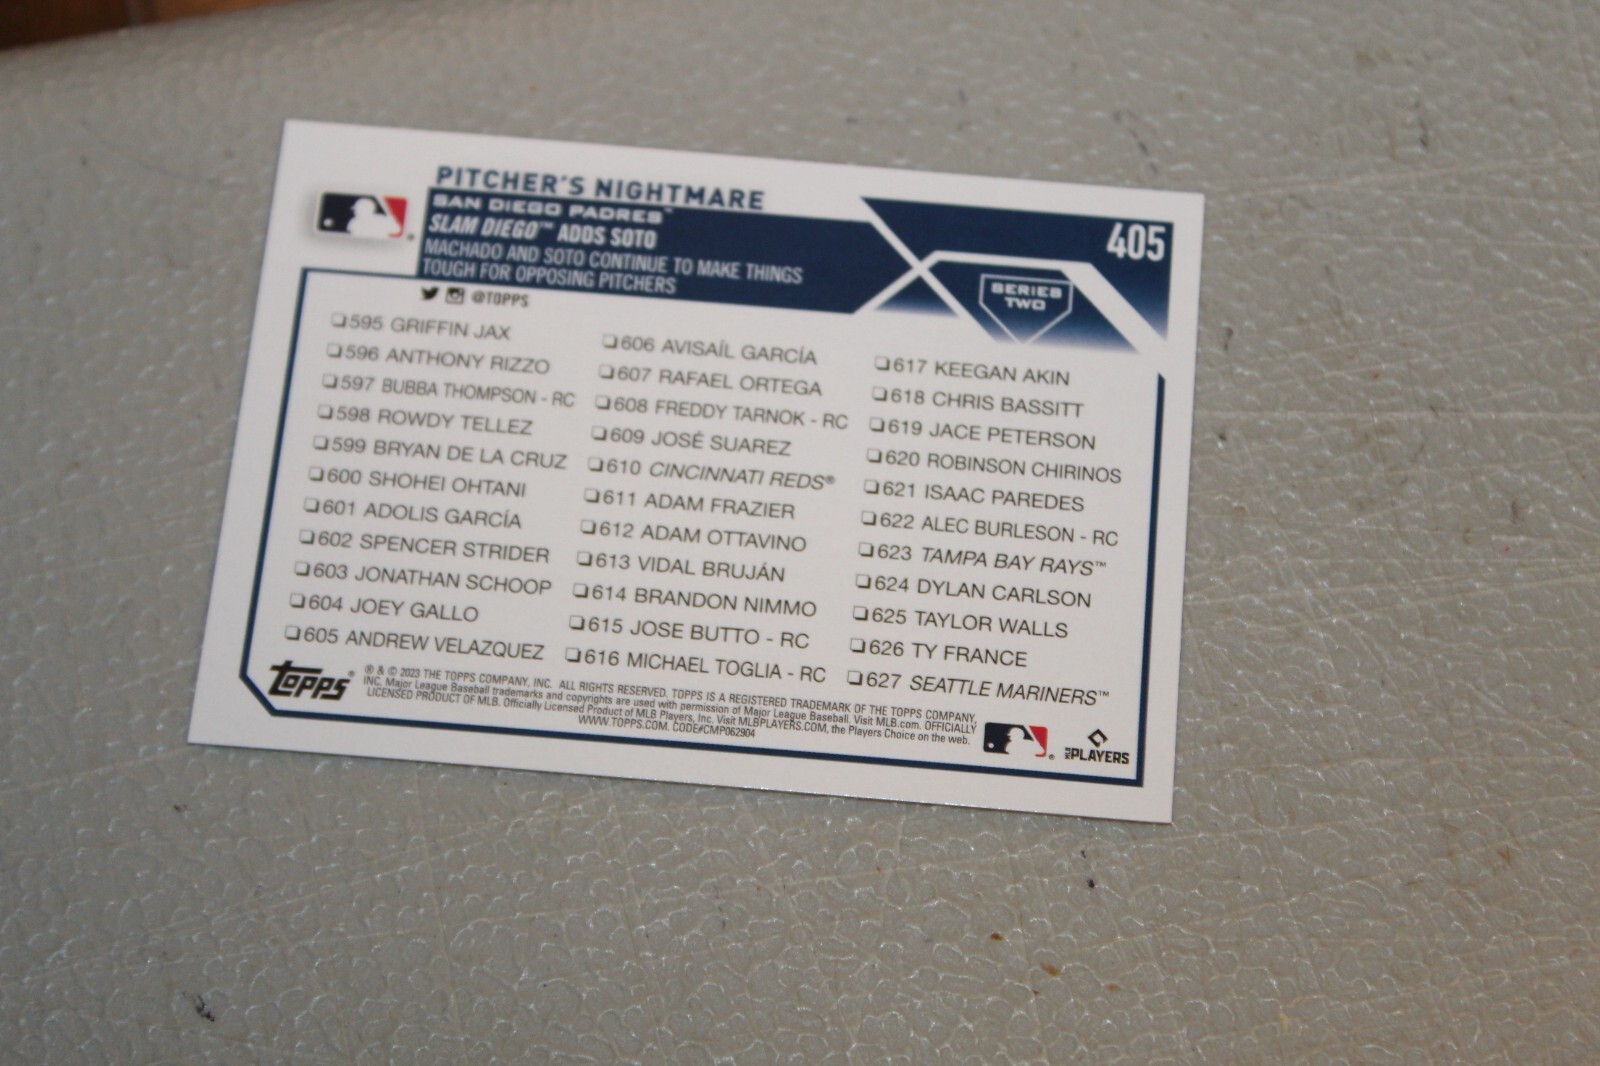 PITCHER'S NIGHTMARE
SAN DIEGO PADRES™
SLAM DIEGO™ ADDS SOTO
MACHADO AND SOTO CONTINUE TO MAKE THINGS
TOUGH FOR OPPOSING PITCHERS
405
SERIES
TWO
@TOPPS
❑595 GRIFFIN JAX
❑596 ANTHONY RIZZO
❑597 BUBBA THOMPSON - RC
❑598 ROWDY TELLEZ
❑599 BRYAN DE LA CRUZ
❑600 SHOHEI OHTANI
❑601 ADOLIS GARCÍA
❑602 SPENCER STRIDER
❑603 JONATHAN SCHOOP
❑604 JOEY GALLO
❑605 ANDREW VELAZQUEZ
❑606 AVISAÍL GARCÍA
❑607 RAFAEL ORTEGA
❑608 FREDDY TARNOK - RC
❑609 JOSÉ SUAREZ
❑610 CINCINNATI REDS®
❑611 ADAM FRAZIER
❑612 ADAM OTTAVINO
❑613 VIDAL BRUJÁN
❑614 BRANDON NIMMO
❑615 JOSE BUTTO - RC
❑616 MICHAEL TOGLIA - RC
❑617 KEEGAN AKIN
❑618 CHRIS BASSITT
❑619 JACE PETERSON
❑620 ROBINSON CHIRINOS
❑621 ISAAC PAREDES
❑622 ALEC BURLESON - RC
❑623 TAMPA BAY RAYS™
❑624 DYLAN CARLSON
❑625 TAYLOR WALLS
❑626 TY FRANCE
❑627 SEATTLE MARINERS™
Topps®
® & © 2023 THE TOPPS COMPANY, INC. ALL RIGHTS RESERVED. TOPPS IS A REGISTERED TRADEMARK OF THE TOPPS COMPANY,
INC. Major League Baseball trademarks and copyrights are used with permission of Major League Baseball. Visit MLB.com. OFFICIALLY
LICENSED PRODUCT OF MLB. Officially Licensed Product of MLB Players, Inc. Visit MLBPLAYERS.COM, the Players Choice on the web.
WWW.TOPPS.COM. CODE#CMP062904
MLB PLAYERS